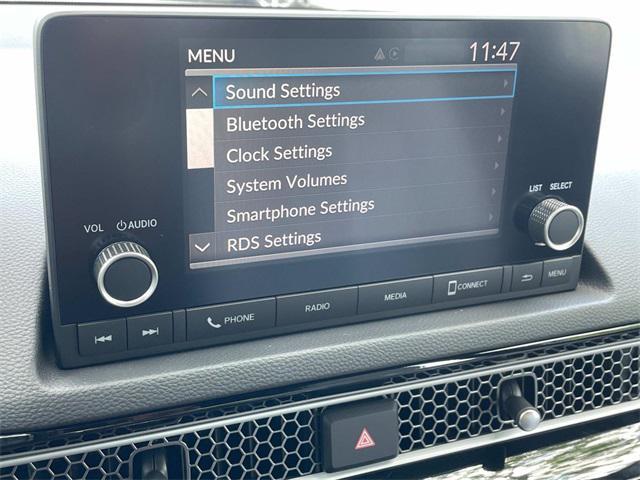 MENU 11:47
Sound Settings
Bluetooth Settings
Clock Settings
System Volumes
Smartphone Settings
RDS Settings
VOL AUDIO
LIST SELECT
PHONE RADIO MEDIA CONNECT MENU